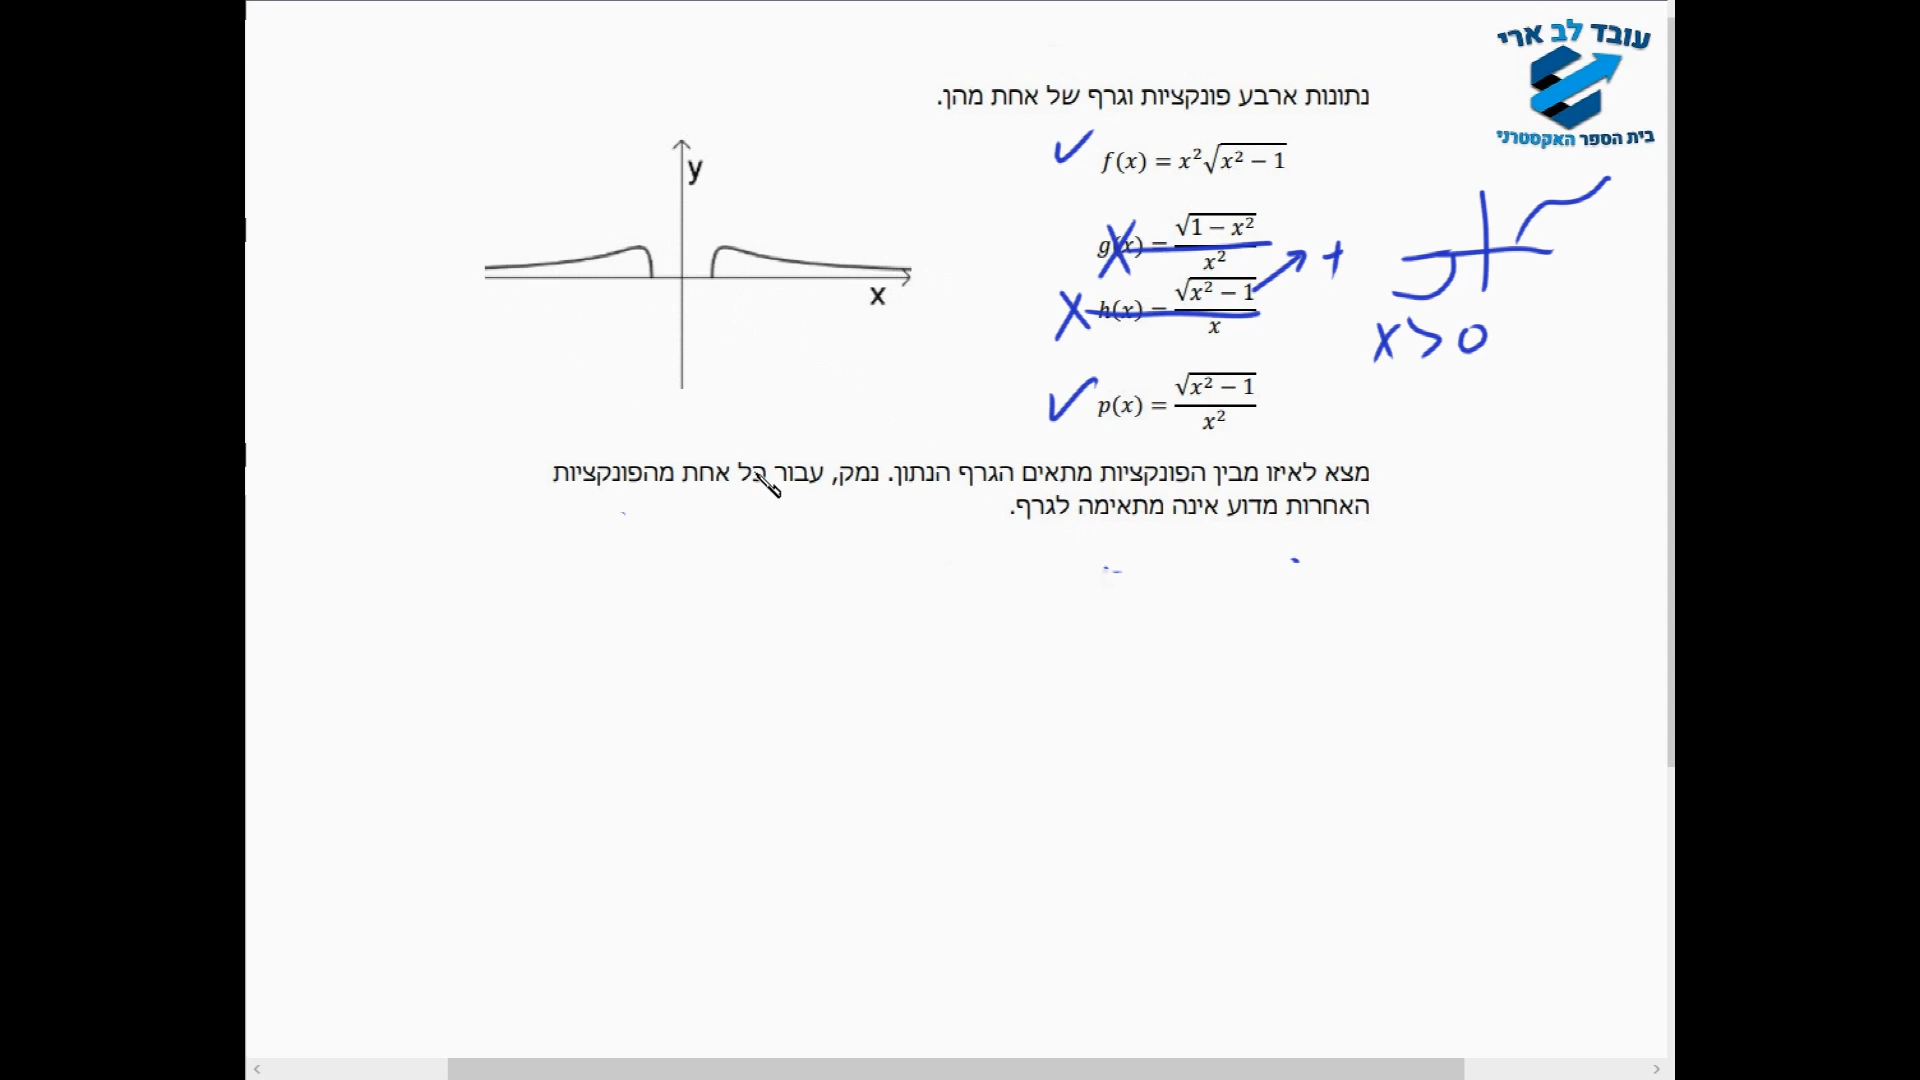 עובד לב ארי
בית הספר האקסטרני
נתונות ארבע פונקציות וגרף של אחת מהן.
f(x) = x²√(x² − 1)
g(x) = √(1 − x²) / x²
h(x) = √(x² − 1) / x
p(x) = √(x² − 1) / x²
+
x > 0
y
x
מצא לאיזו מבין הפונקציות מתאים הגרף הנתון. נמק, עבור כל אחת מהפונקציות
האחרות מדוע אינה מתאימה לגרף.